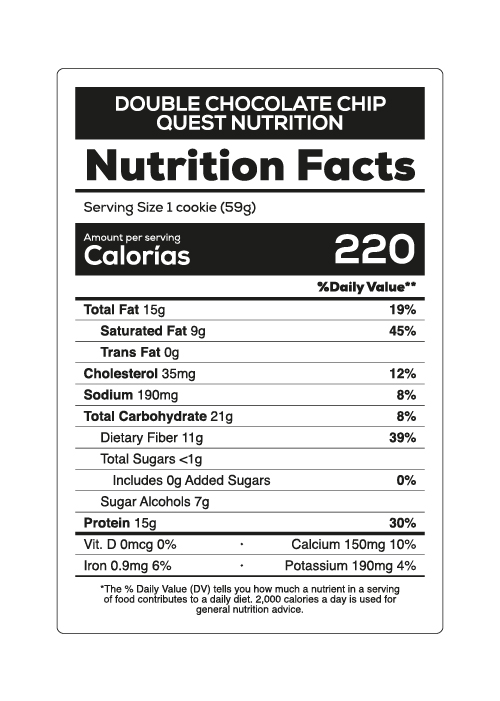 DOUBLE CHOCOLATE CHIP
QUEST NUTRITION
Nutrition Facts
Serving Size 1 cookie (59g)
Amount per serving
Calorías 220
%Daily Value**
Total Fat 15g 19%
Saturated Fat 9g 45%
Trans Fat 0g
Cholesterol 35mg 12%
Sodium 190mg 8%
Total Carbohydrate 21g 8%
Dietary Fiber 11g 39%
Total Sugars <1g
Includes 0g Added Sugars 0%
Sugar Alcohols 7g
Protein 15g 30%
Vit. D 0mcg 0% • Calcium 150mg 10%
Iron 0.9mg 6% • Potassium 190mg 4%
*The % Daily Value (DV) tells you how much a nutrient in a serving
of food contributes to a daily diet. 2,000 calories a day is used for
general nutrition advice.